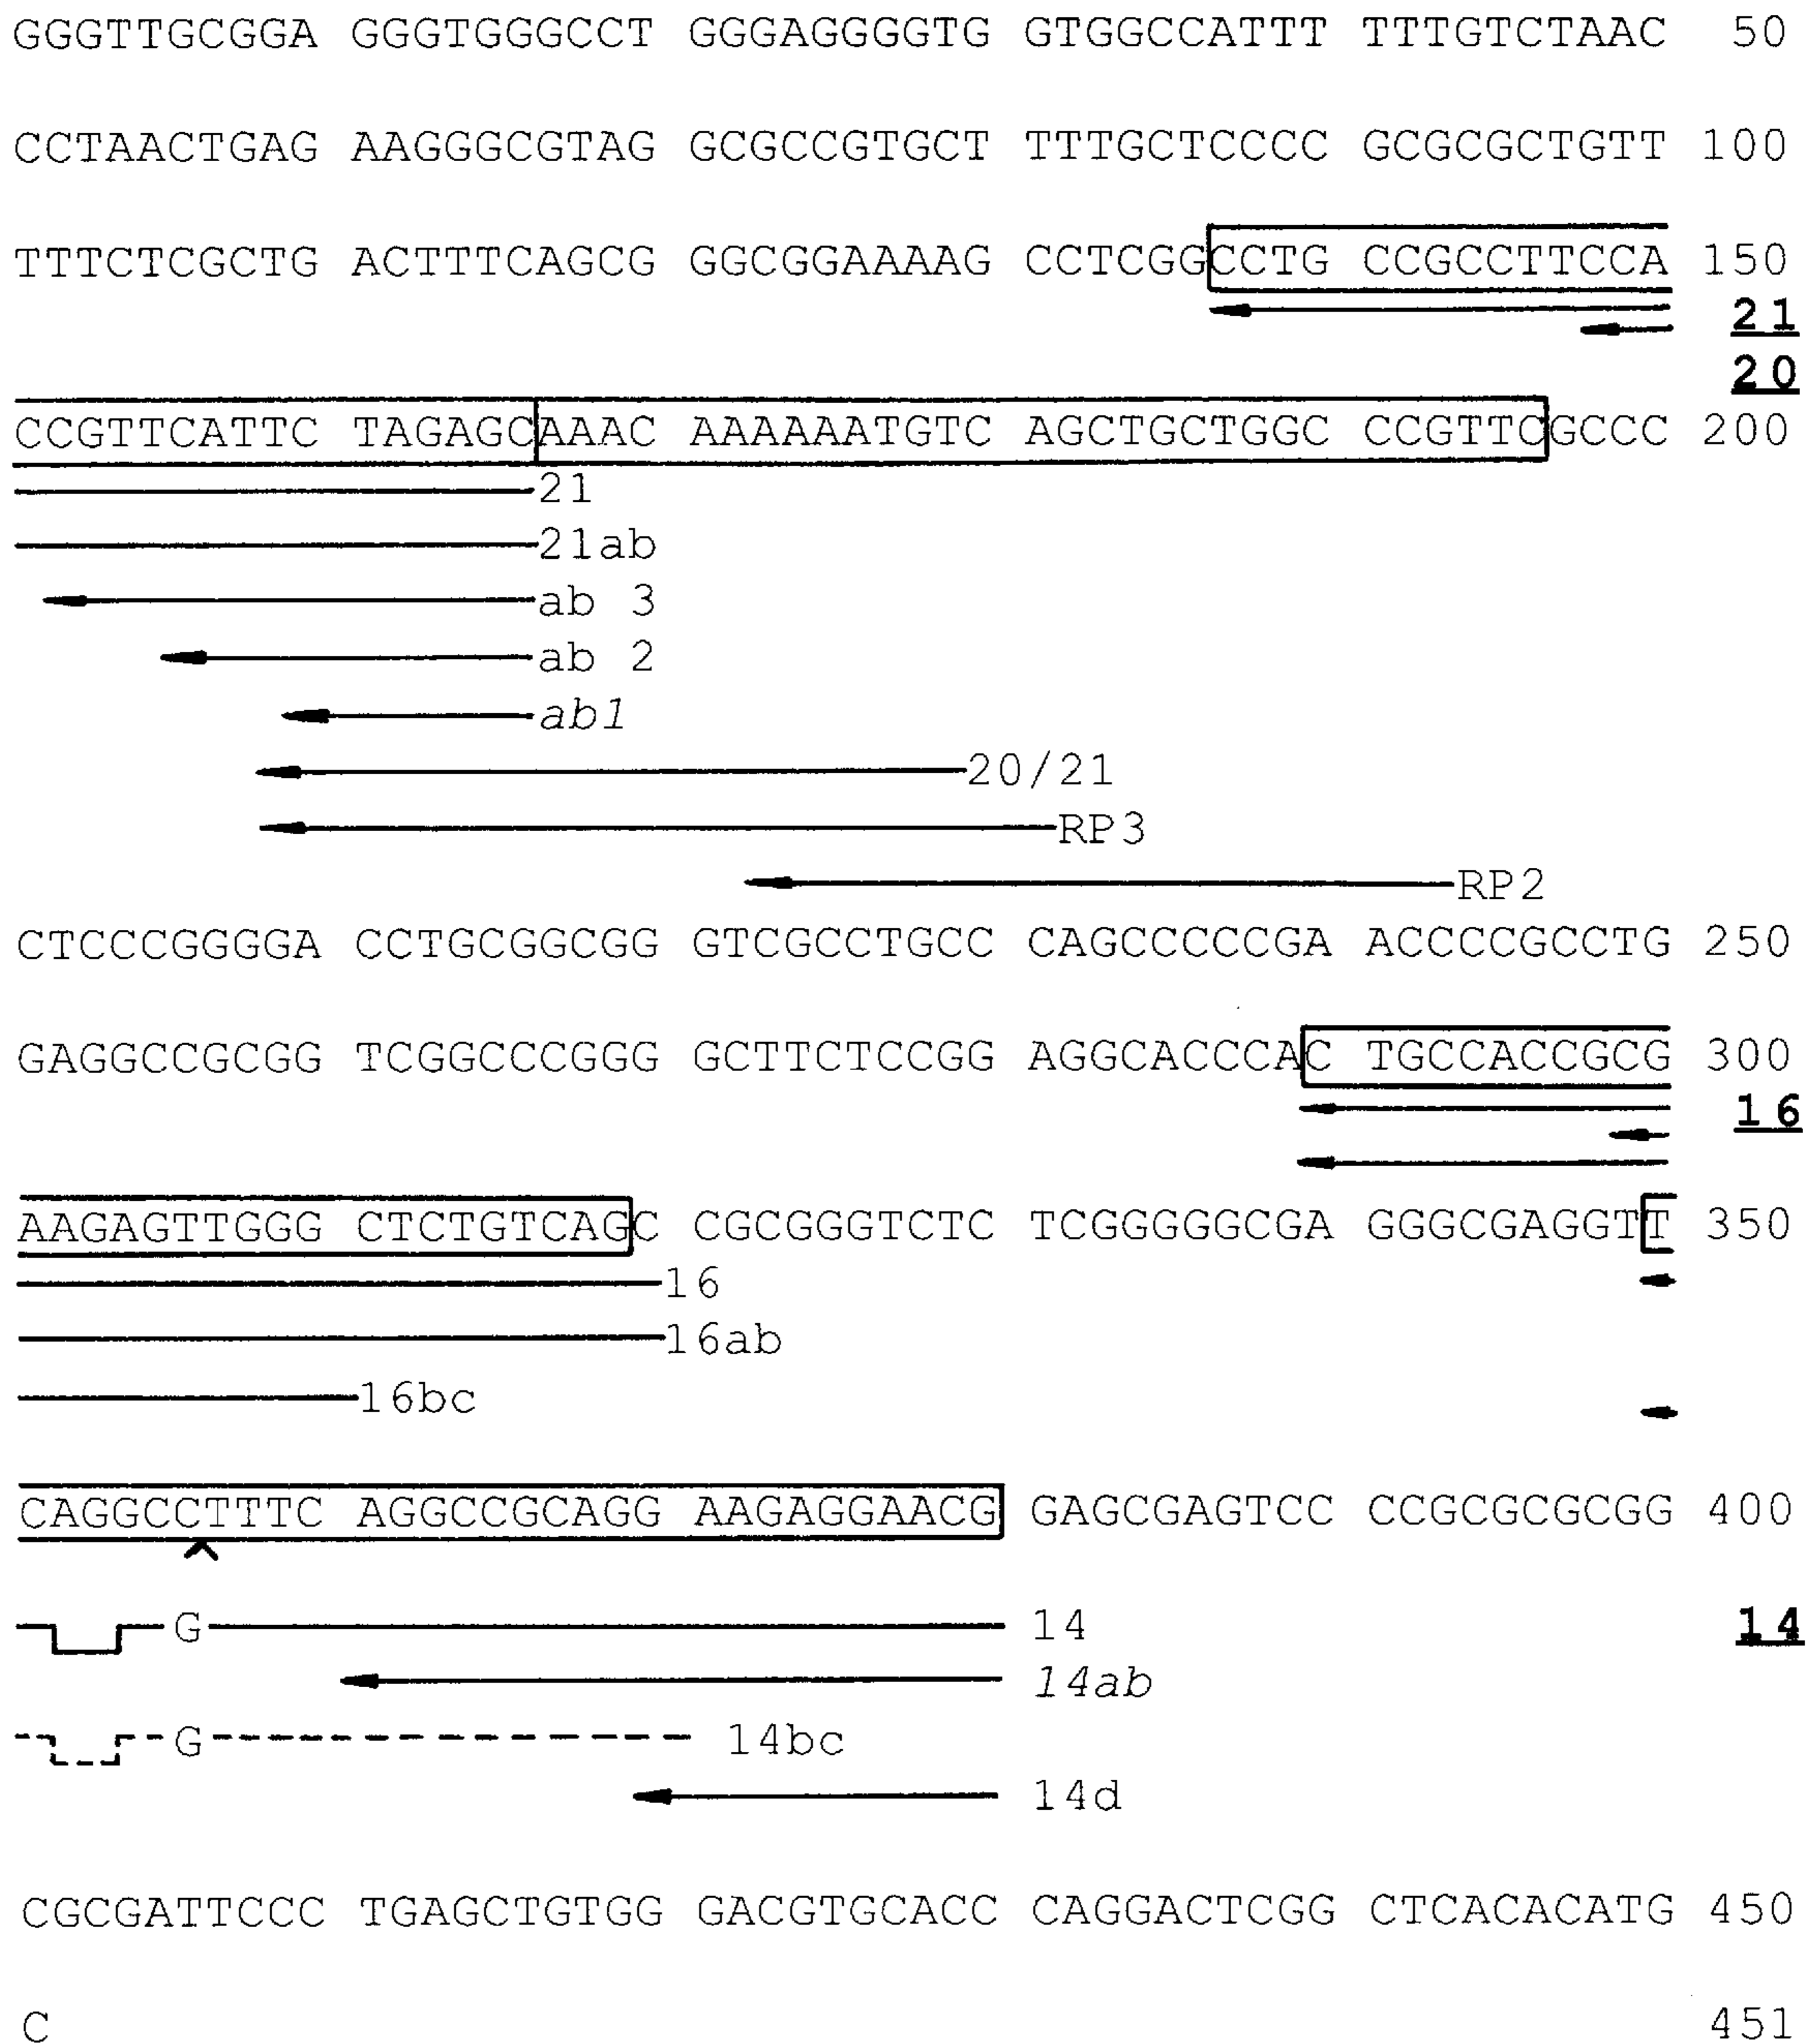 GGGTTGCGGA GGGTGGGCCT GGGAGGGGTG GTGGCCATTT TTTGTCTAAC 50
CCTAACTGAG AAGGGCGTAG GCGCCGTGCT TTTGCTCCCC GCGCGCTGTT 100
TTTCTCGCTG ACTTTCAGCG GGCGGAAAAG CCTCGGCCTG CCGCCTTCCA 150
21
20
CCGTTCATTC TAGAGCAAAC AAAAAATGTC AGCTGCTGGC CCGTTCGCCC 200
21
21ab
ab 3
ab 2
ab1
20/21
RP3
RP2
CTCCCGGGGA CCTGCGGCGG GTCGCCTGCC CAGCCCCCGA ACCCCGCCTG 250
GAGGCCGCGG TCGGCCCGGG GCTTCTCCGG AGGCACCCAC TGCCACCGCG 300
16
AAGAGTTGGG CTCTGTCAGC CGCGGGTCTC TCGGGGGCGA GGGCGAGGTT 350
16
16ab
16bc
CAGGCCTTTC AGGCCGCAGG AAGAGGAACG GAGCGAGTCC CCGCGCGCGG 400
G 14 14
14ab
G 14bc
14d
CGCGATTCCC TGAGCTGTGG GACGTGCACC CAGGACTCGG CTCACACATG 450
C 451